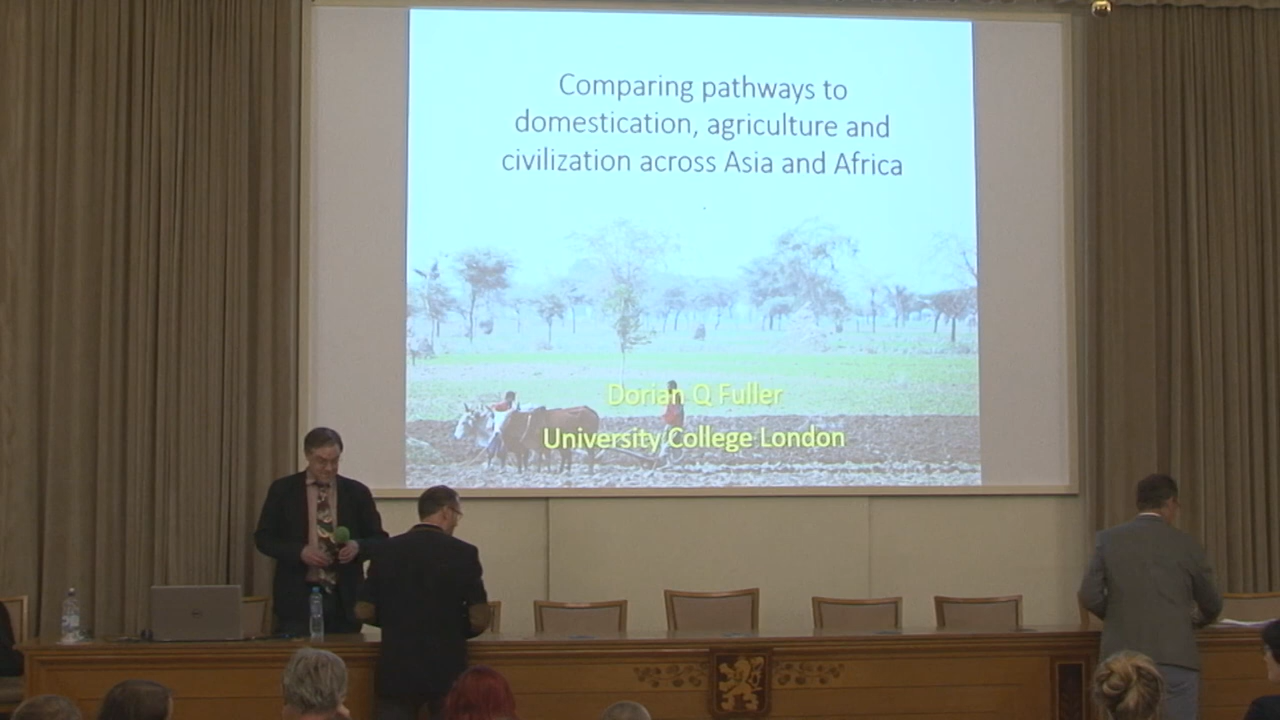 Comparing pathways to
domestication, agriculture and
civilization across Asia and Africa
Dorian Q Fuller
University College London